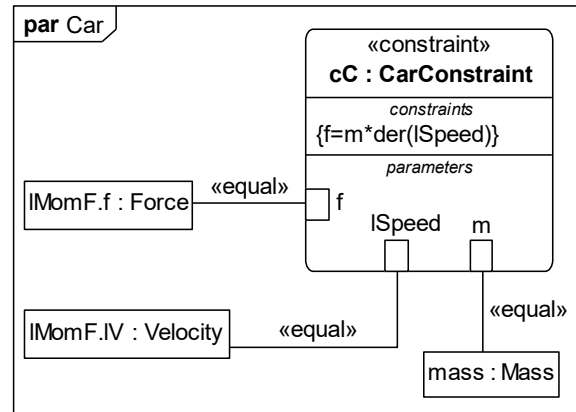 par Car
«constraint»
cC : CarConstraint
constraints
{f=m*der(lSpeed)}
parameters
«equal»
lMomF.f : Force
f
lSpeed
m
«equal»
lMomF.lV : Velocity
«equal»
mass : Mass